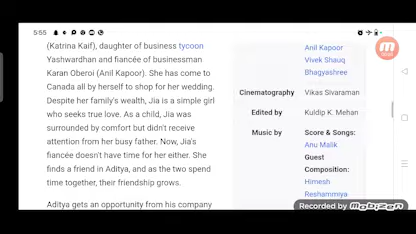 5:55
(Katrina Kaif), daughter of business tycoon
Yashwardhan and fiancée of businessman
Karan Oberoi (Anil Kapoor). She has come to
Canada all by herself to shop for her wedding.
Despite her family's wealth, Jia is a simple girl
who seeks true love. As a child, Jia was
surrounded by comfort but didn't receive
attention from her busy father. Now, Jia's
fiancée doesn't have time for her either. She
finds a friend in Aditya, and as the two spend
time together, their friendship grows.
Aditya gets an opportunity from his company
Anil Kapoor
Vivek Shauq
Bhagyashree
Cinematography Vikas Sivaraman
Edited by Kuldip K. Mehan
Music by Score & Songs:
Anu Malik
Guest
Composition:
Himesh
Reshammiya
Recorded by Mobizen